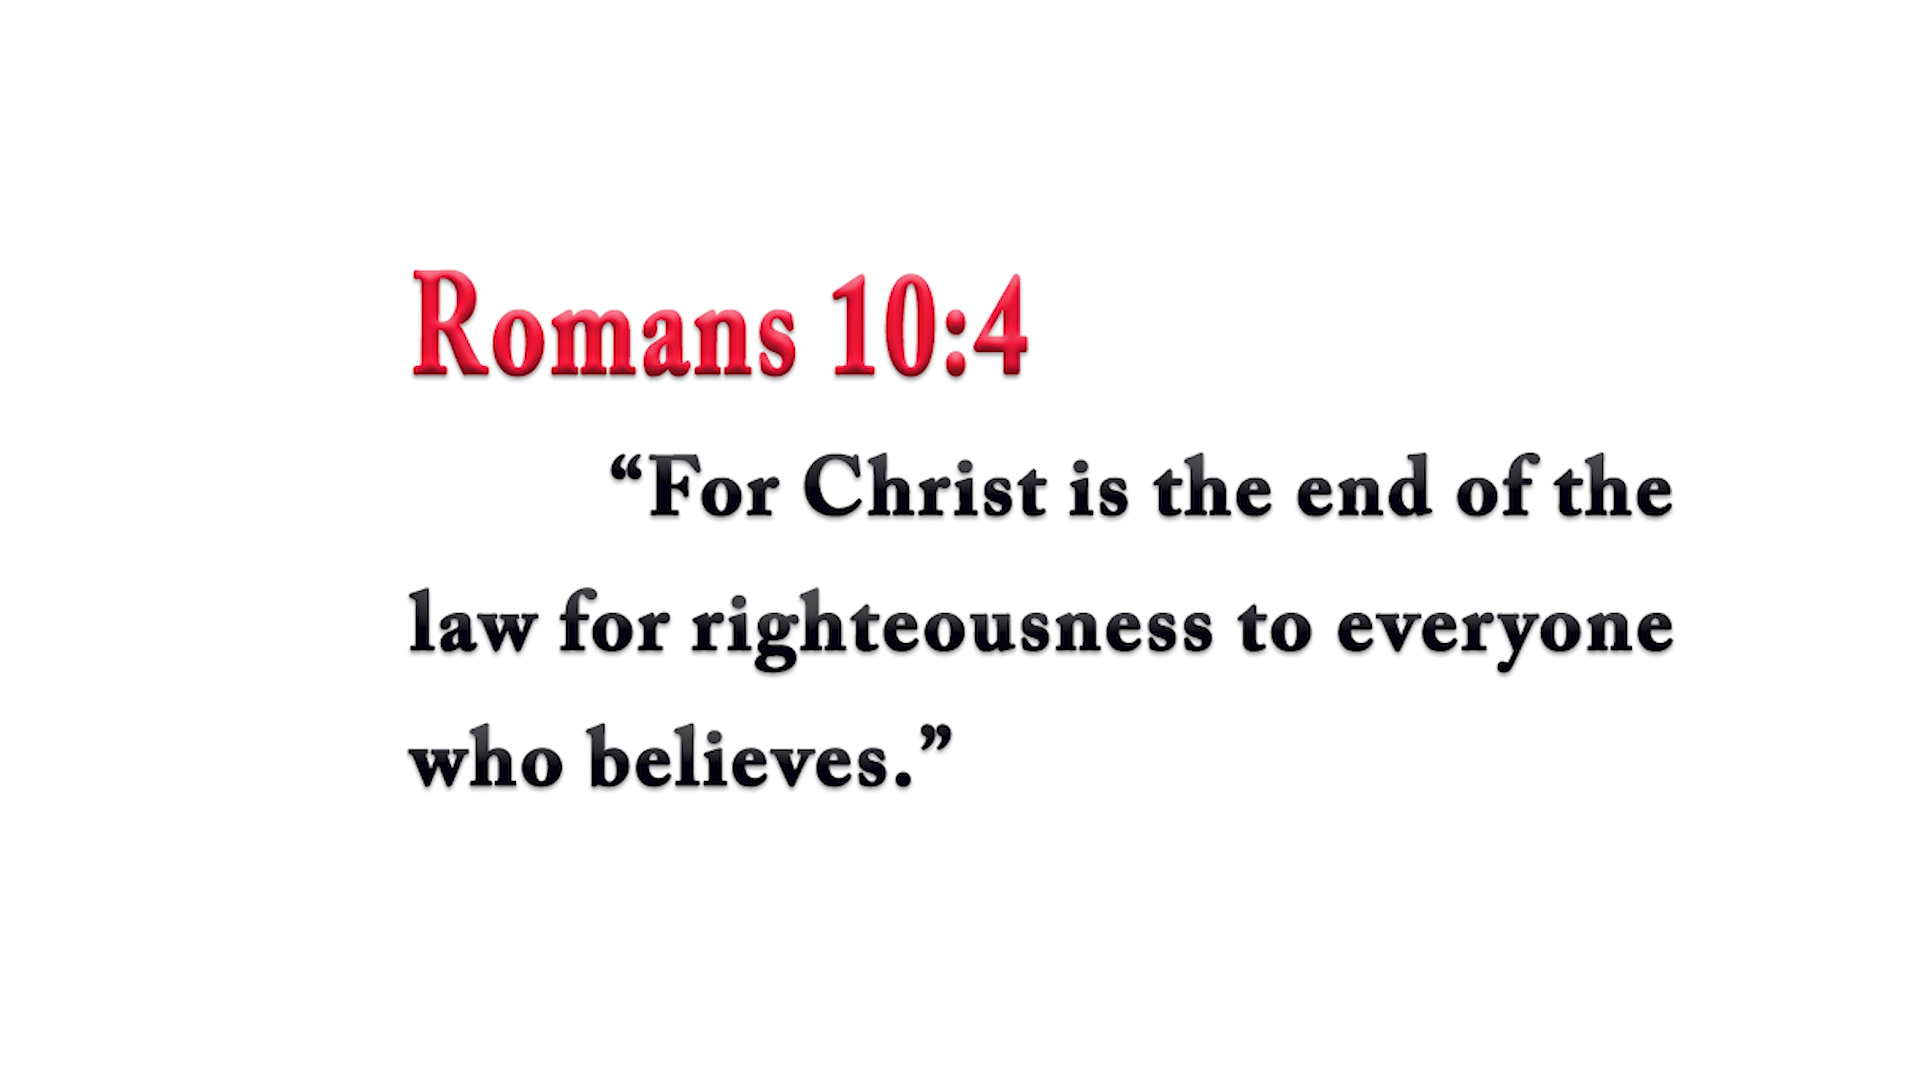 Romans 10:4
“For Christ is the end of the
law for righteousness to everyone
who believes.”